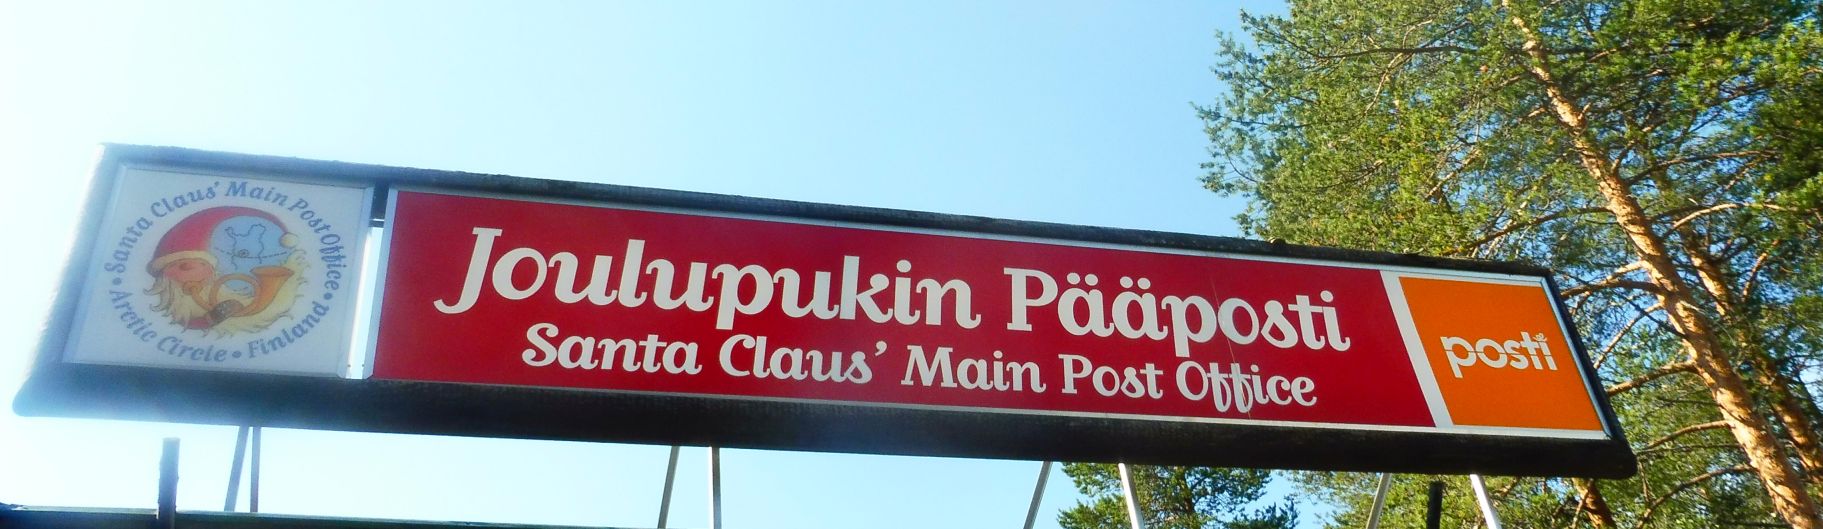 • Santa Claus' Main Post Office •
Arctic Circle • Finland
Joulupukin Pääposti
Santa Claus' Main Post Office
posti